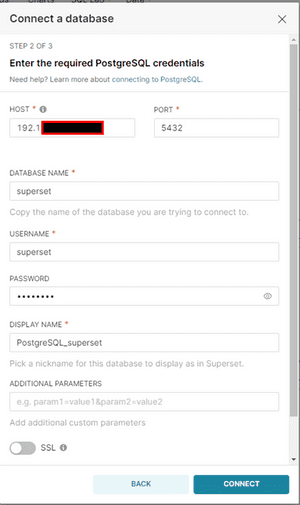 Connect a database
STEP 2 OF 3
Enter the required PostgreSQL credentials
Need help? Learn more about connecting to PostgreSQL.
HOST * PORT *
192.1 5432
DATABASE NAME *
superset
Copy the name of the database you are trying to connect to.
USERNAME *
superset
PASSWORD
••••••••
DISPLAY NAME *
PostgreSQL_superset
Pick a nickname for this database to display as in Superset.
ADDITIONAL PARAMETERS
e.g. param1=value1&param2=value2
Add additional custom parameters
SSL
BACK CONNECT